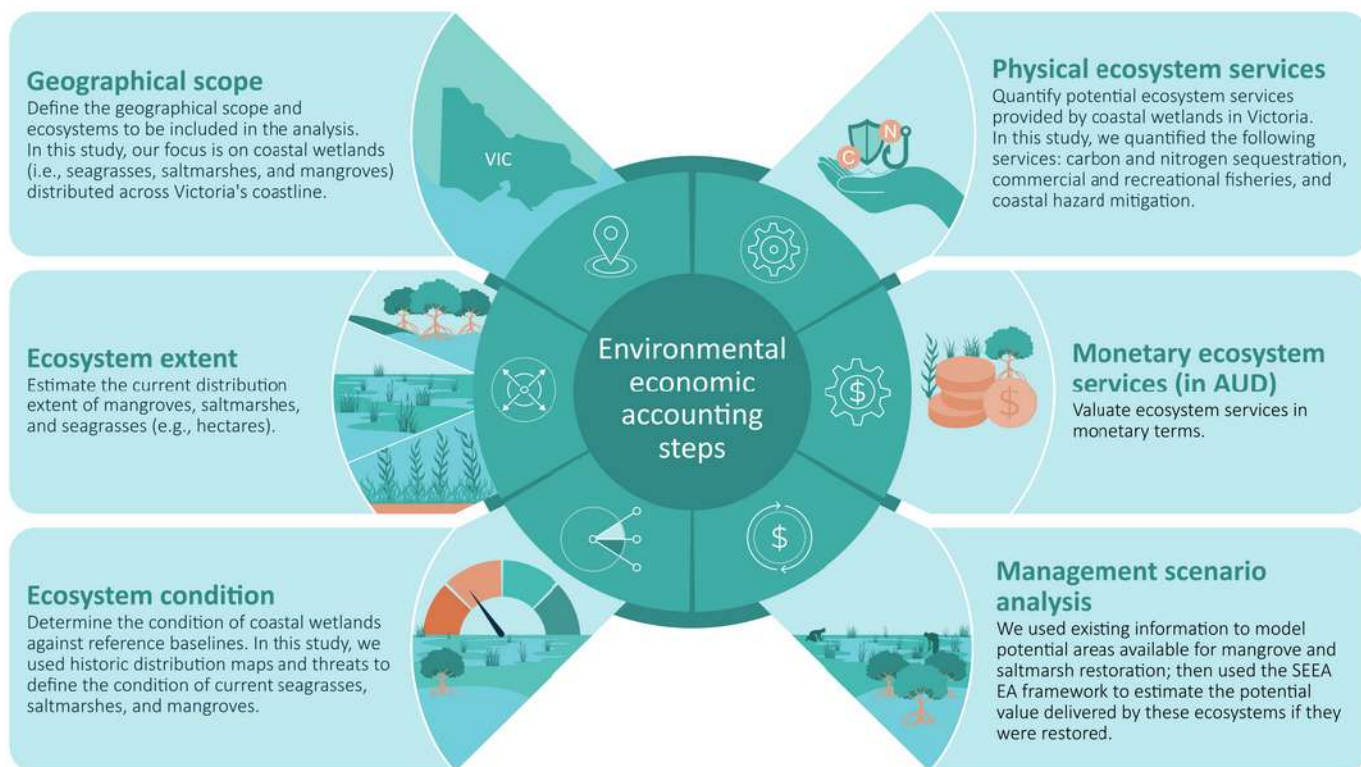 Geographical scope
Define the geographical scope and
ecosystems to be included in the analysis.
In this study, our focus is on coastal wetlands
(i.e., seagrasses, saltmarshes, and mangroves)
distributed across Victoria's coastline.
VIC
Ecosystem extent
Estimate the current distribution
extent of mangroves, saltmarshes,
and seagrasses (e.g., hectares).
Ecosystem condition
Determine the condition of coastal wetlands
against reference baselines. In this study, we
used historic distribution maps and threats to
define the condition of current seagrasses,
saltmarshes, and mangroves.
Environmental
economic
accounting
steps
$
$
Physical ecosystem services
Quantify potential ecosystem services
provided by coastal wetlands in Victoria.
In this study, we quantified the following
services: carbon and nitrogen sequestration,
commercial and recreational fisheries, and
coastal hazard mitigation.
C
N
Monetary ecosystem
services (in AUD)
Valuate ecosystem services in
monetary terms.
$
Management scenario
analysis
We used existing information to model
potential areas available for mangrove and
saltmarsh restoration; then used the SEEA
EA framework to estimate the potential
value delivered by these ecosystems if they
were restored.